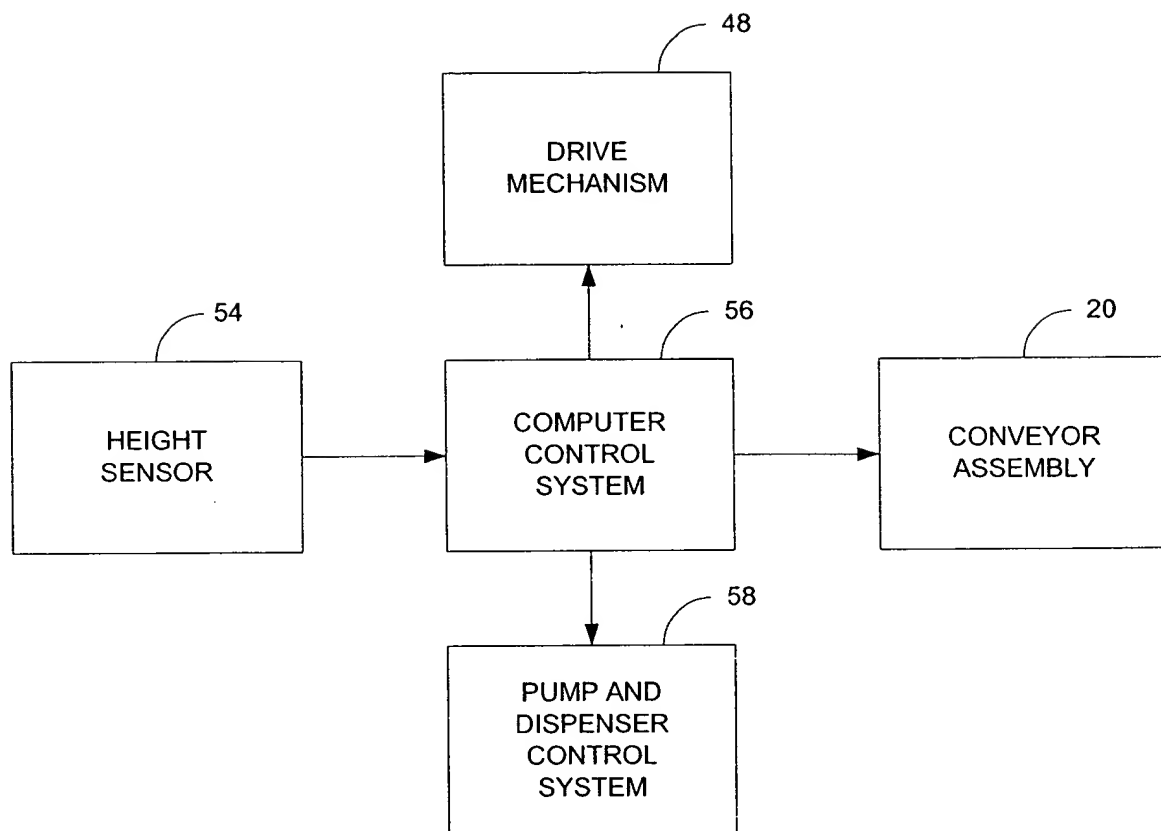 48
DRIVE
MECHANISM
54
56
20
HEIGHT
SENSOR
COMPUTER
CONTROL
SYSTEM
CONVEYOR
ASSEMBLY
58
PUMP AND
DISPENSER
CONTROL
SYSTEM